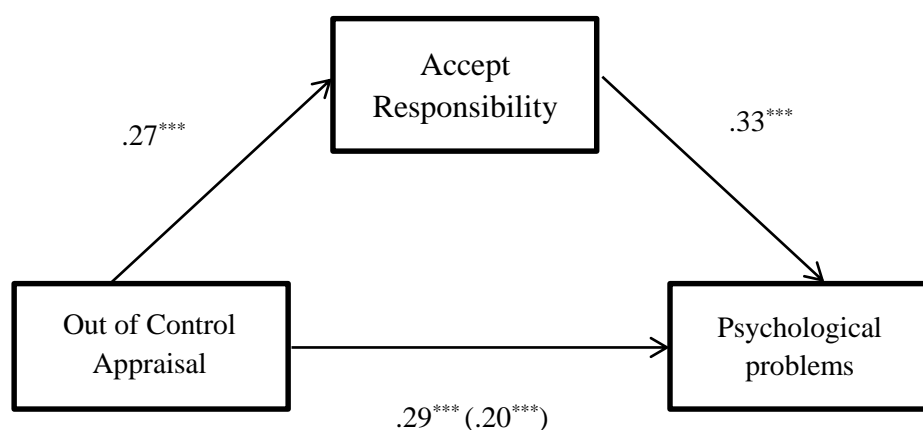 Accept
Responsibility
.27***
.33***
Out of Control
Appraisal
Psychological
problems
.29*** (.20***)